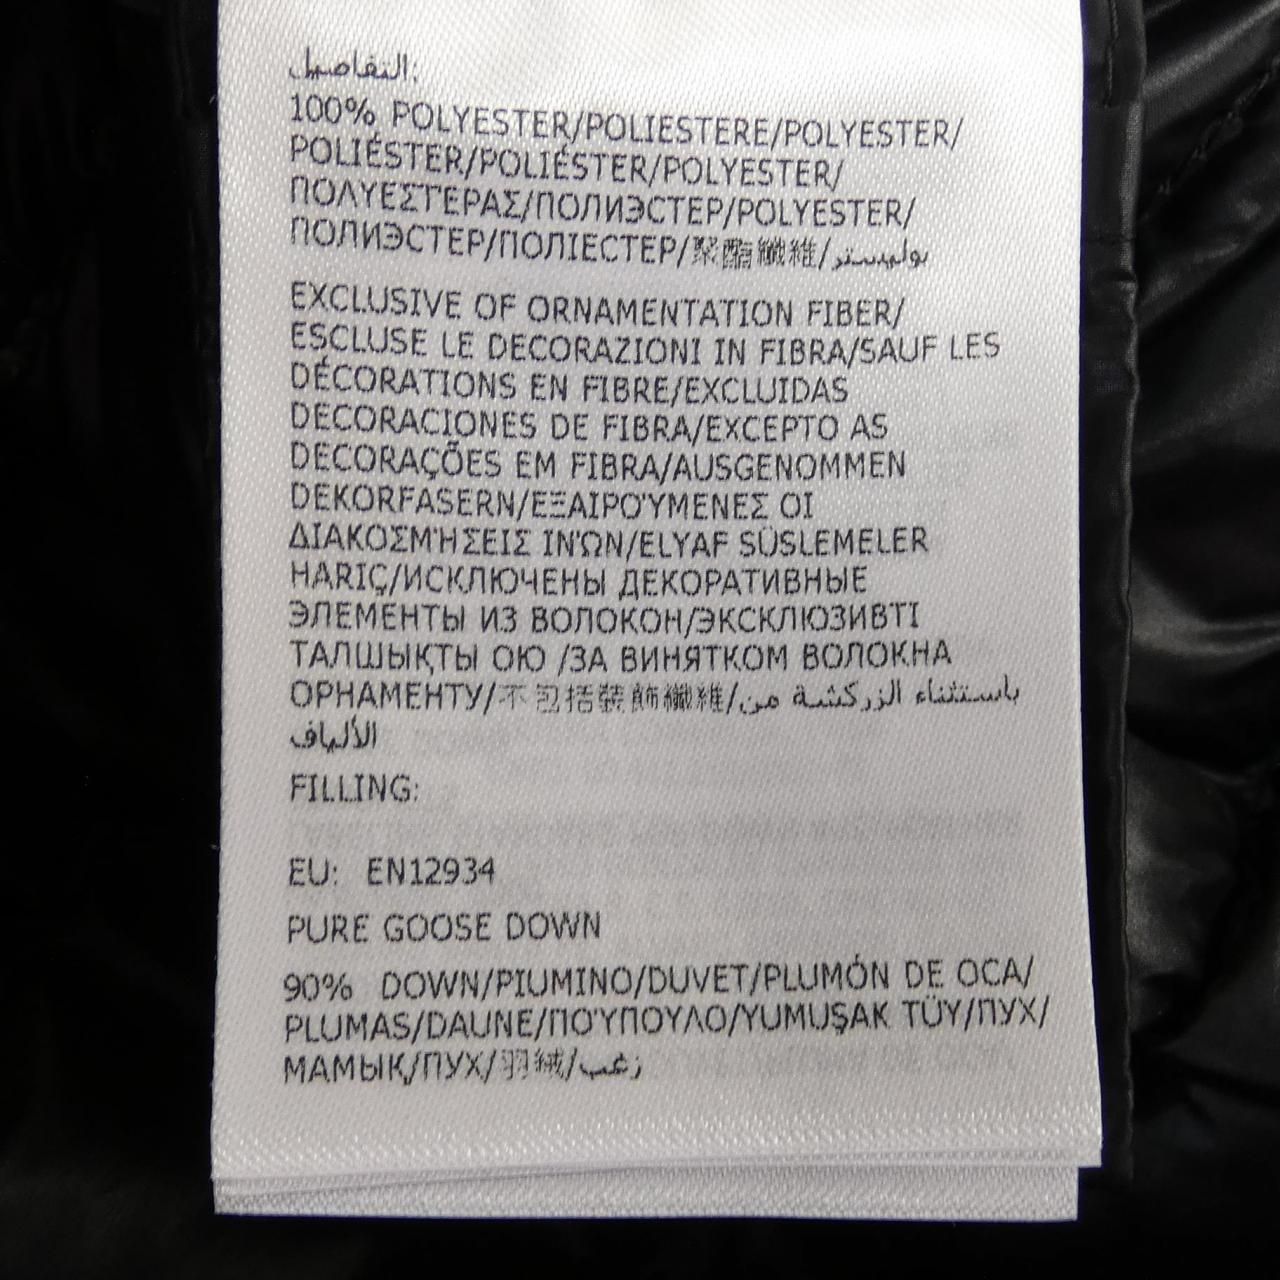 التفاصيل:
100% POLYESTER/POLIESTERE/POLYESTER/
POLIÉSTER/POLIÉSTER/POLYESTER/
ΠΟΛΥΕΣΤΕΡΑΣ/ПОЛИЭСТЕР/POLYESTER/
ПОЛИЭСТЕР/ПОЛІЕСТЕР/聚酯纖維/بوليستر
EXCLUSIVE OF ORNAMENTATION FIBER/
ESCLUSE LE DECORAZIONI IN FIBRA/SAUF LES
DÉCORATIONS EN FIBRE/EXCLUIDAS
DECORACIONES DE FIBRA/EXCEPTO AS
DECORAÇÕES EM FIBRA/AUSGENOMMEN
DEKORFASERN/ΕΞΑΙΡΟΎΜΕΝΕΣ ΟΙ
ΔΙΑΚΟΣΜΉΣΕΙΣ ΙΝΏΝ/ELYAF SÜSLEMELER
HARIÇ/ИСКЛЮЧЕНЫ ДЕКОРАТИВНЫЕ
ЭЛЕМЕНТЫ ИЗ ВОЛОКОН/ЭКСКЛЮЗИВТІ
ТАЛШЫҚТЫ ОЮ /ЗА ВИНЯТКОМ ВОЛОКНА
ОРНАМЕНТУ/不包括裝飾纖維/باستثناء الزركشة من
الألياف
FILLING:
EU: EN12934
PURE GOOSE DOWN
90% DOWN/PIUMINO/DUVET/PLUMÓN DE OCA/
PLUMAS/DAUNE/ΠΟΎΠΟΥΛΟ/YUMUŞAK TÜY/ПУХ/
МАМЫҚ/ПУХ/羽絨/زغب